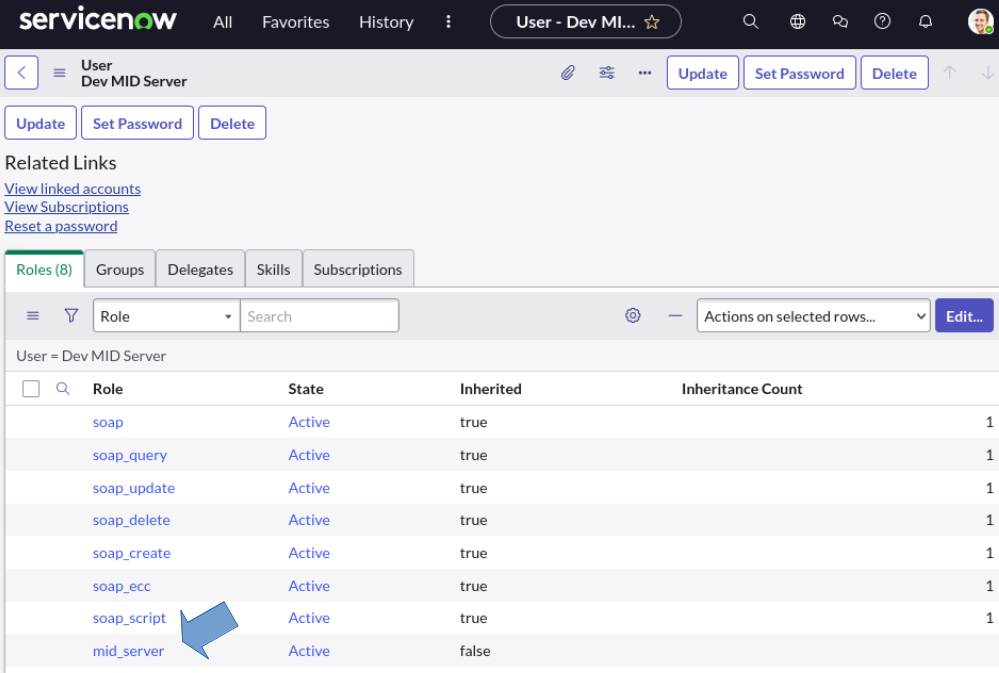 servicenow All Favorites History User - Dev MI...
User
Dev MID Server
Update Set Password Delete
Update Set Password Delete
Related Links
View linked accounts
View Subscriptions
Reset a password
Roles (8) Groups Delegates Skills Subscriptions
Role Search Actions on selected rows... Edit...
User = Dev MID Server
Role State Inherited Inheritance Count
soap Active true 1
soap_query Active true 1
soap_update Active true 1
soap_delete Active true 1
soap_create Active true 1
soap_ecc Active true 1
soap_script Active true 1
mid_server Active false